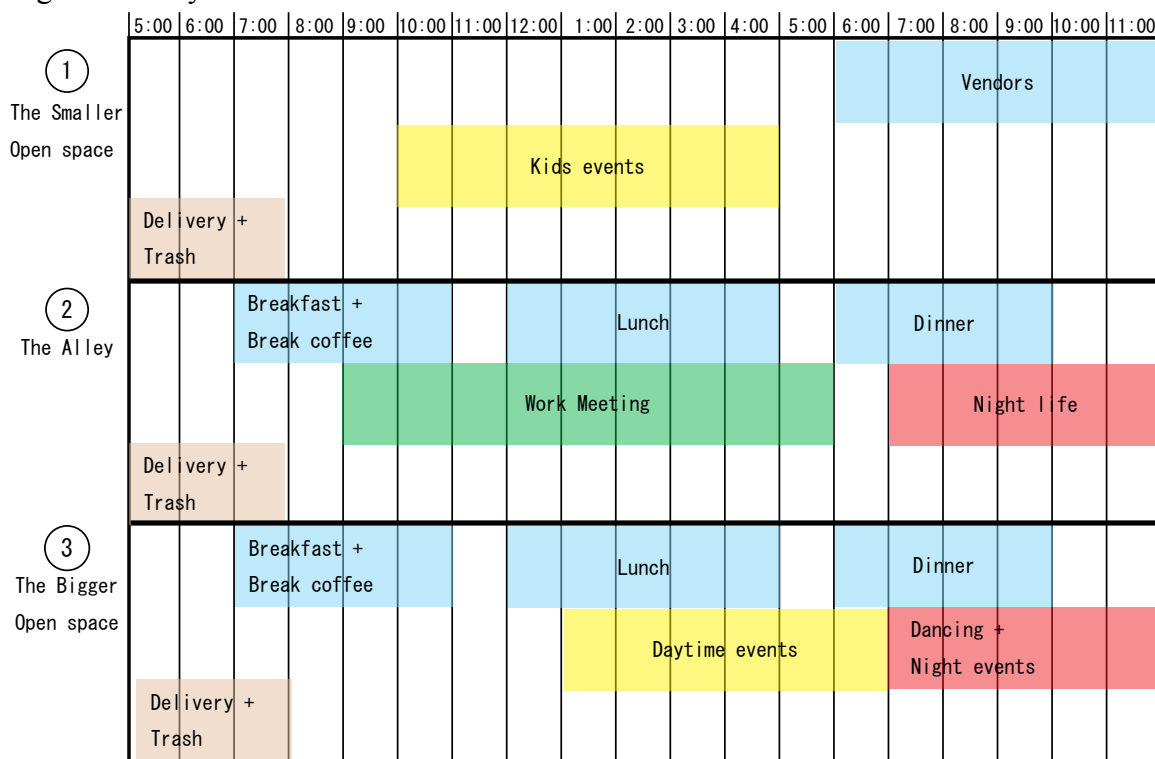 5:00 6:00 7:00 8:00 9:00 10:00 11:00 12:00 1:00 2:00 3:00 4:00 5:00 6:00 7:00 8:00 9:00 10:00 11:00
1
The Smaller
Open space
Vendors
Kids events
Delivery +
Trash
2
The Alley
Breakfast +
Break coffee
Lunch
Dinner
Work Meeting
Night life
Delivery +
Trash
3
The Bigger
Open space
Breakfast +
Break coffee
Lunch
Dinner
Daytime events
Dancing +
Night events
Delivery +
Trash